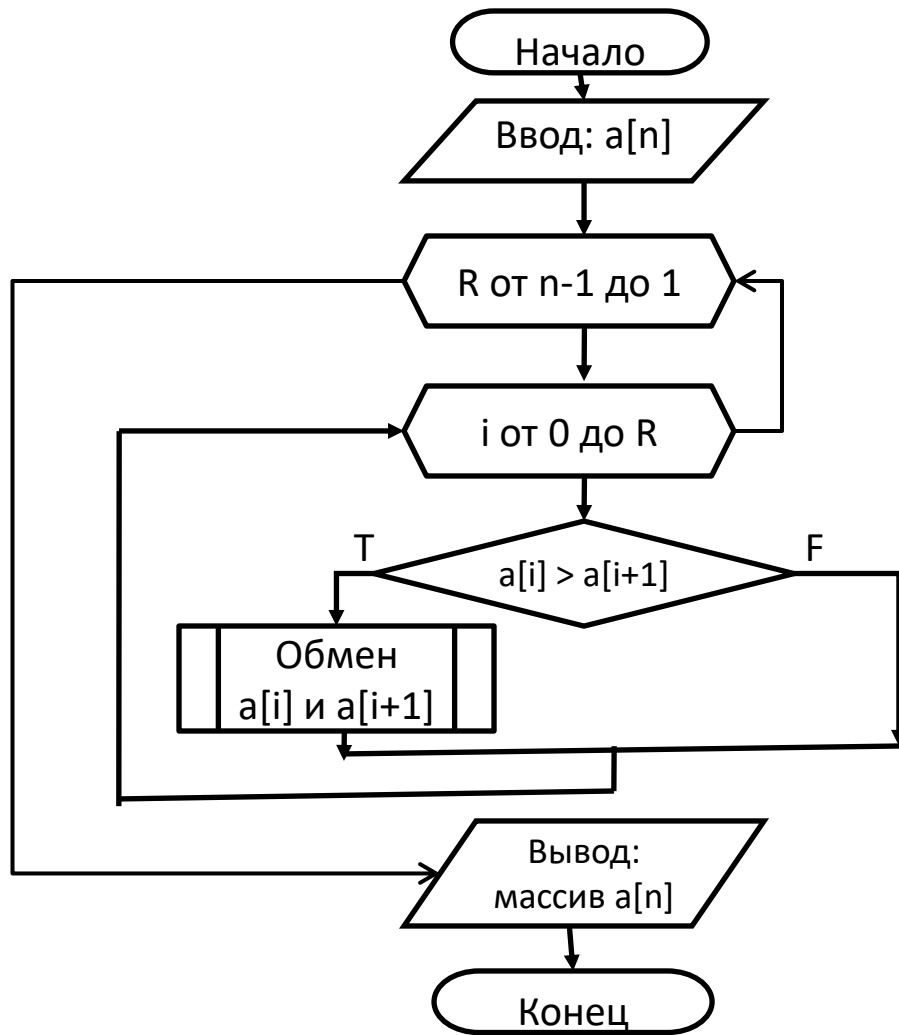 Начало
Ввод: a[n]
R от n-1 до 1
i от 0 до R
T
F
a[i] > a[i+1]
Обмен
a[i] и a[i+1]
Вывод:
массив a[n]
Конец